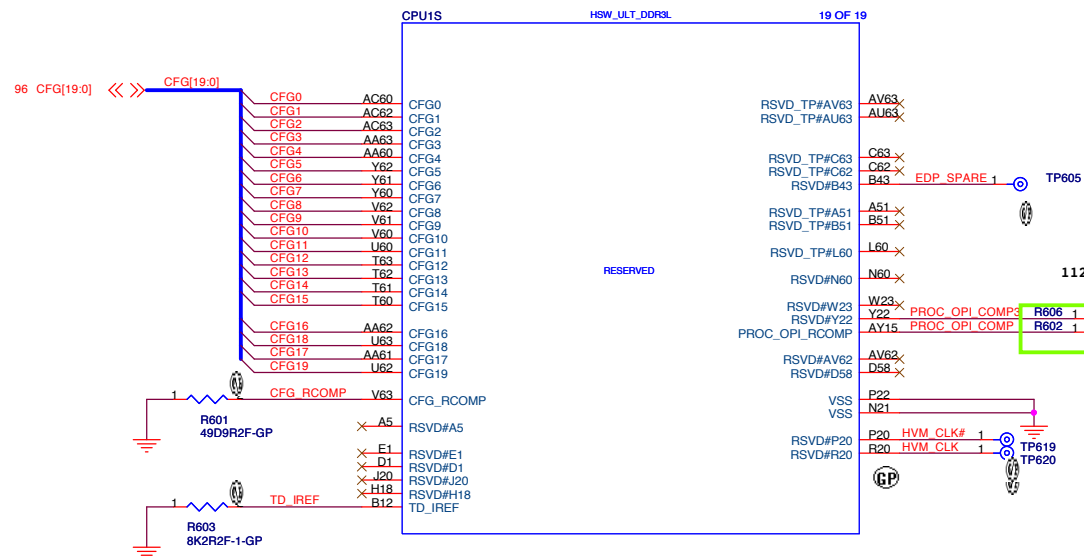 CPU1S HSW_ULT_DDR3L 19 OF 19
96 CFG[19:0] CFG[19:0]
CFG0 AC60 CFG0 RSVD_TP#AV63 AV63
CFG1 AC62 CFG1 RSVD_TP#AU63 AU63
CFG2 AC63 CFG2
CFG3 AA63 CFG3
CFG4 AA60 CFG4 RSVD_TP#C63 C63
CFG5 Y62 CFG5 RSVD_TP#C62 C62
CFG6 Y61 CFG6 RSVD#B43 B43 EDP_SPARE 1 TP605
CFG7 Y60 CFG7
CFG8 V62 CFG8 RSVD_TP#A51 A51
CFG9 V61 CFG9 RSVD_TP#B51 B51
CFG10 V60 CFG10
CFG11 U60 CFG11 RSVD_TP#L60 L60
CFG12 T63 CFG12
CFG13 T62 CFG13 RESERVED RSVD#N60 N60 112
CFG14 T61 CFG14
CFG15 T60 CFG15 RSVD#W23 W23
RSVD#Y22 Y22 PROC_OPI_COMP3 R606 1
CFG16 AA62 CFG16 PROC_OPI_RCOMP AY15 PROC_OPI_COMP R602 1
CFG18 U63 CFG18
CFG17 AA61 CFG17 RSVD#AV62 AV62
CFG19 U62 CFG19 RSVD#D58 D58
1 2 CFG_RCOMP V63 CFG_RCOMP VSS P22
VSS N21
R601
49D9R2F-GP
A5 RSVD#A5
RSVD#P20 P20 HVM_CLK# 1 TP619
E1 RSVD#E1 RSVD#R20 R20 HVM_CLK 1 TP620
D1 RSVD#D1
J20 RSVD#J20
H18 RSVD#H18 GP
1 2 TD_IREF B12 TD_IREF
R603
8K2R2F-1-GP